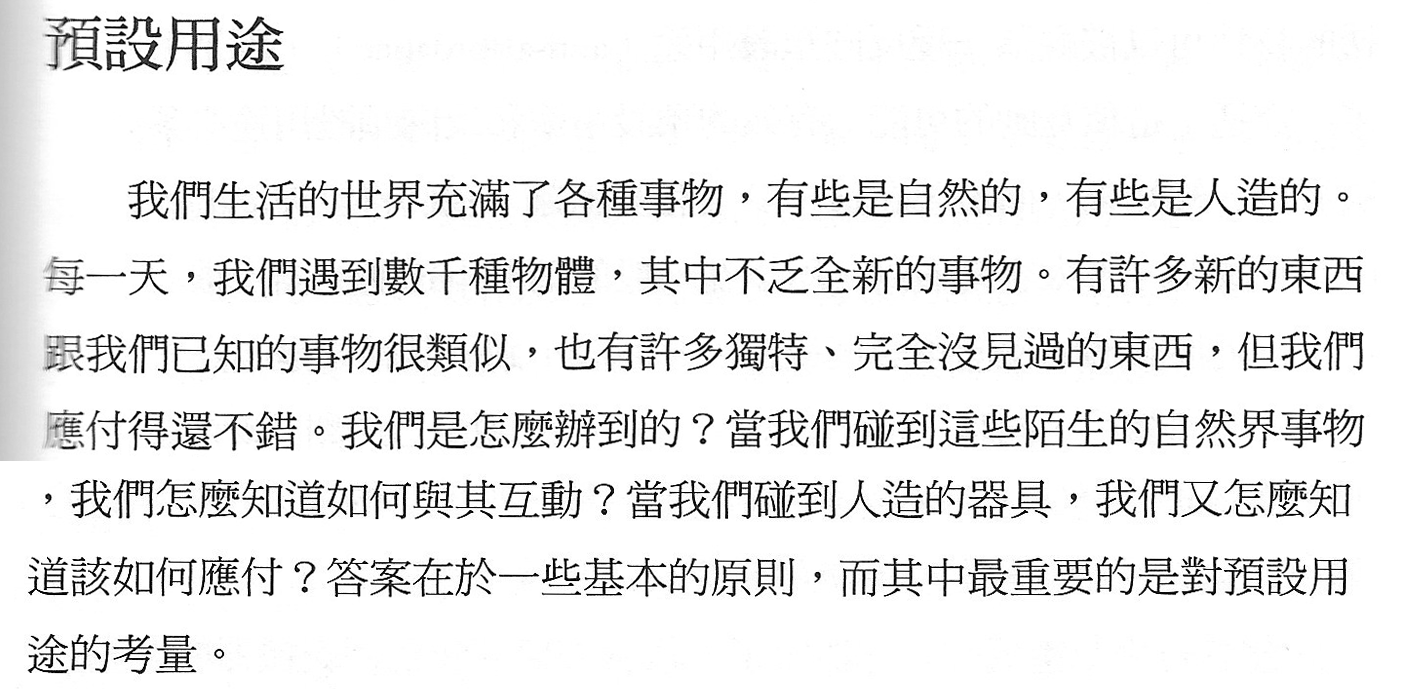 預設用途
我們生活的世界充滿了各種事物，有些是自然的，有些是人造的。
每一天，我們遇到數千種物體，其中不乏全新的事物。有許多新的東西
跟我們已知的事物很類似，也有許多獨特、完全沒見過的東西，但我們
應付得還不錯。我們是怎麼辦到的？當我們碰到這些陌生的自然界事物
，我們怎麼知道如何與其互動？當我們碰到人造的器具，我們又怎麼知
道該如何應付？答案在於一些基本的原則，而其中最重要的是對預設用
途的考量。